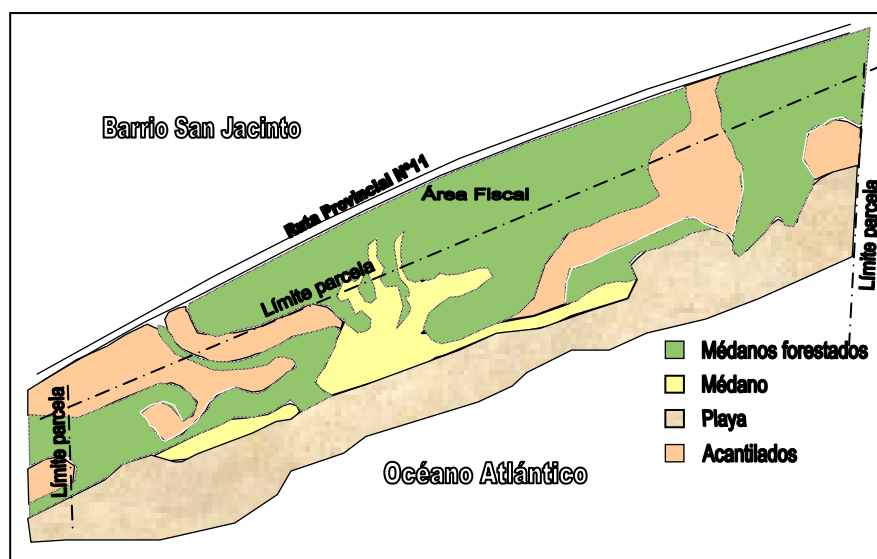 Barrio San Jacinto
Ruta Provincial Nº11
Área Fiscal
Límite parcela
Límite parcela
Límite parcela
Médanos forestados
Médano
Playa
Acantilados
Océano Atlántico